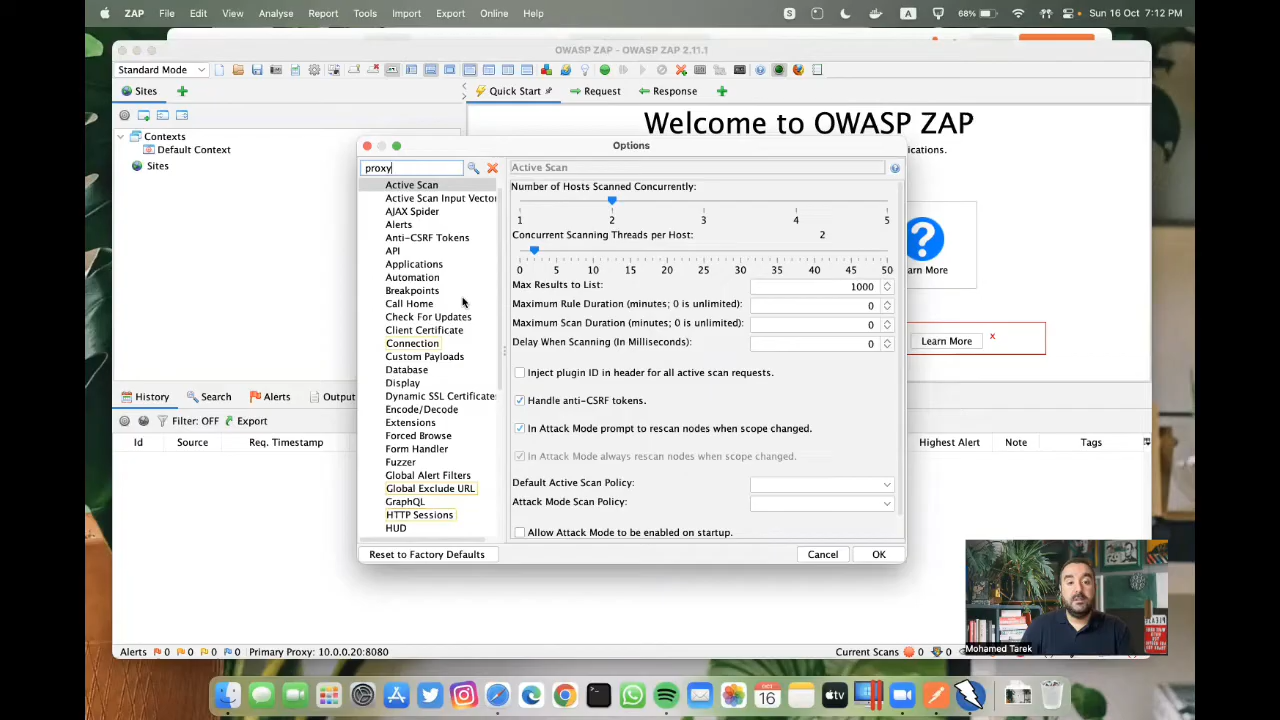 ZAP File Edit View Analyse Report Tools Import Export Online Help
A 68% Sun 16 Oct 7:12 PM
OWASP ZAP - OWASP ZAP 2.11.1
Standard Mode
Sites
Quick Start Request Response
Contexts
Default Context
Sites
Welcome to OWASP ZAP
Options
proxy
Active Scan
Active Scan Input Vector
AJAX Spider
Alerts
Anti-CSRF Tokens
API
Applications
Automation
Breakpoints
Call Home
Check For Updates
Client Certificate
Connection
Custom Payloads
Database
Display
Dynamic SSL Certificate
Encode/Decode
Extensions
Forced Browse
Form Handler
Fuzzer
Global Alert Filters
Global Exclude URL
GraphQL
HTTP Sessions
HUD
Active Scan
Number of Hosts Scanned Concurrently:
1 2 3 4 5
Concurrent Scanning Threads per Host: 2
0 5 10 15 20 25 30 35 40 45 50
Max Results to List: 1000
Maximum Rule Duration (minutes; 0 is unlimited): 0
Maximum Scan Duration (minutes; 0 is unlimited): 0
Delay When Scanning (In Milliseconds): 0
Inject plugin ID in header for all active scan requests.
Handle anti-CSRF tokens.
In Attack Mode prompt to rescan nodes when scope changed.
In Attack Mode always rescan nodes when scope changed.
Default Active Scan Policy:
Attack Mode Scan Policy:
Allow Attack Mode to be enabled on startup.
Reset to Factory Defaults
Cancel OK
ications.
arn More
Learn More x
History Search Alerts Output
Filter: OFF Export
Id Source Req. Timestamp
Highest Alert Note Tags
Alerts 0 0 0 0 Primary Proxy: 10.0.0.20:8080
Current Scans 0 0
Mohamed Tarek
OCT
16
tv